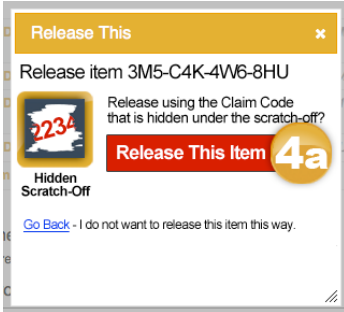 Release This
×
Release item 3M5-C4K-4W6-8HU
Release using the Claim Code
that is hidden under the scratch-off?
2234
Release This Item
4a
Hidden
Scratch-Off
Go Back - I do not want to release this item this way.